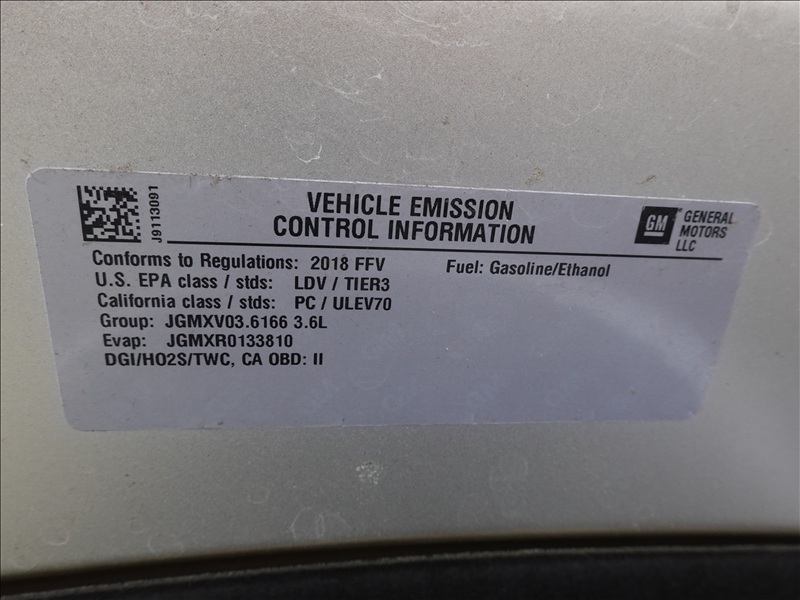 J9113091
VEHICLE EMISSION
CONTROL INFORMATION
GM
GENERAL
MOTORS
LLC
Conforms to Regulations: 2018 FFV
Fuel: Gasoline/Ethanol
U.S. EPA class / stds: LDV / TIER3
California class / stds: PC / ULEV70
Group: JGMXV03.6166 3.6L
Evap: JGMXR0133810
DGI/HO2S/TWC, CA OBD: II